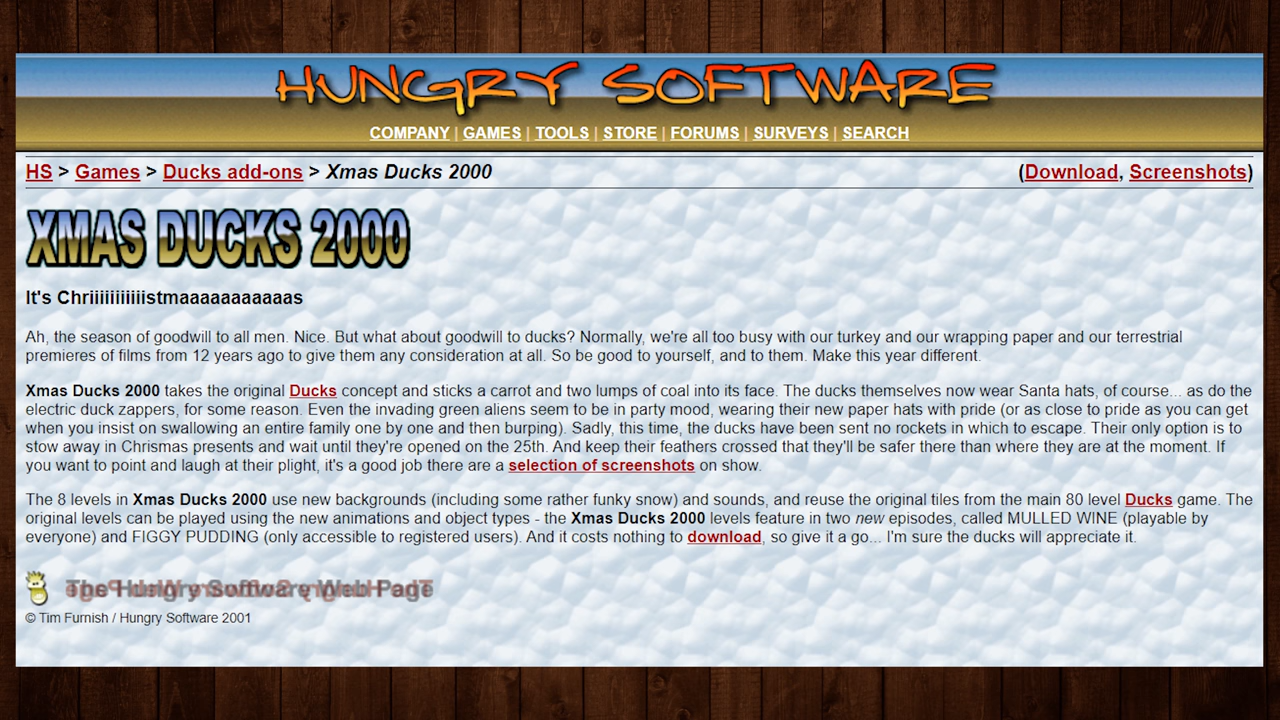 HUNGRY SOFTWARE
COMPANY | GAMES | TOOLS | STORE | FORUMS | SURVEYS | SEARCH
HS > Games > Ducks add-ons > Xmas Ducks 2000 (Download, Screenshots)
XMAS DUCKS 2000
It's Chriiiiiiiiiiistmaaaaaaaaaaas
Ah, the season of goodwill to all men. Nice. But what about goodwill to ducks? Normally, we're all too busy with our turkey and our wrapping paper and our terrestrial
premieres of films from 12 years ago to give them any consideration at all. So be good to yourself, and to them. Make this year different.
Xmas Ducks 2000 takes the original Ducks concept and sticks a carrot and two lumps of coal into its face. The ducks themselves now wear Santa hats, of course... as do the
electric duck zappers, for some reason. Even the invading green aliens seem to be in party mood, wearing their new paper hats with pride (or as close to pride as you can get
when you insist on swallowing an entire family one by one and then burping). Sadly, this time, the ducks have been sent no rockets in which to escape. Their only option is to
stow away in Chrismas presents and wait until they're opened on the 25th. And keep their feathers crossed that they'll be safer there than where they are at the moment. If
you want to point and laugh at their plight, it's a good job there are a selection of screenshots on show.
The 8 levels in Xmas Ducks 2000 use new backgrounds (including some rather funky snow) and sounds, and reuse the original tiles from the main 80 level Ducks game. The
original levels can be played using the new animations and object types - the Xmas Ducks 2000 levels feature in two new episodes, called MULLED WINE (playable by
everyone) and FIGGY PUDDING (only accessible to registered users). And it costs nothing to download, so give it a go... I'm sure the ducks will appreciate it.
The Hungry Software Web Page
© Tim Furnish / Hungry Software 2001